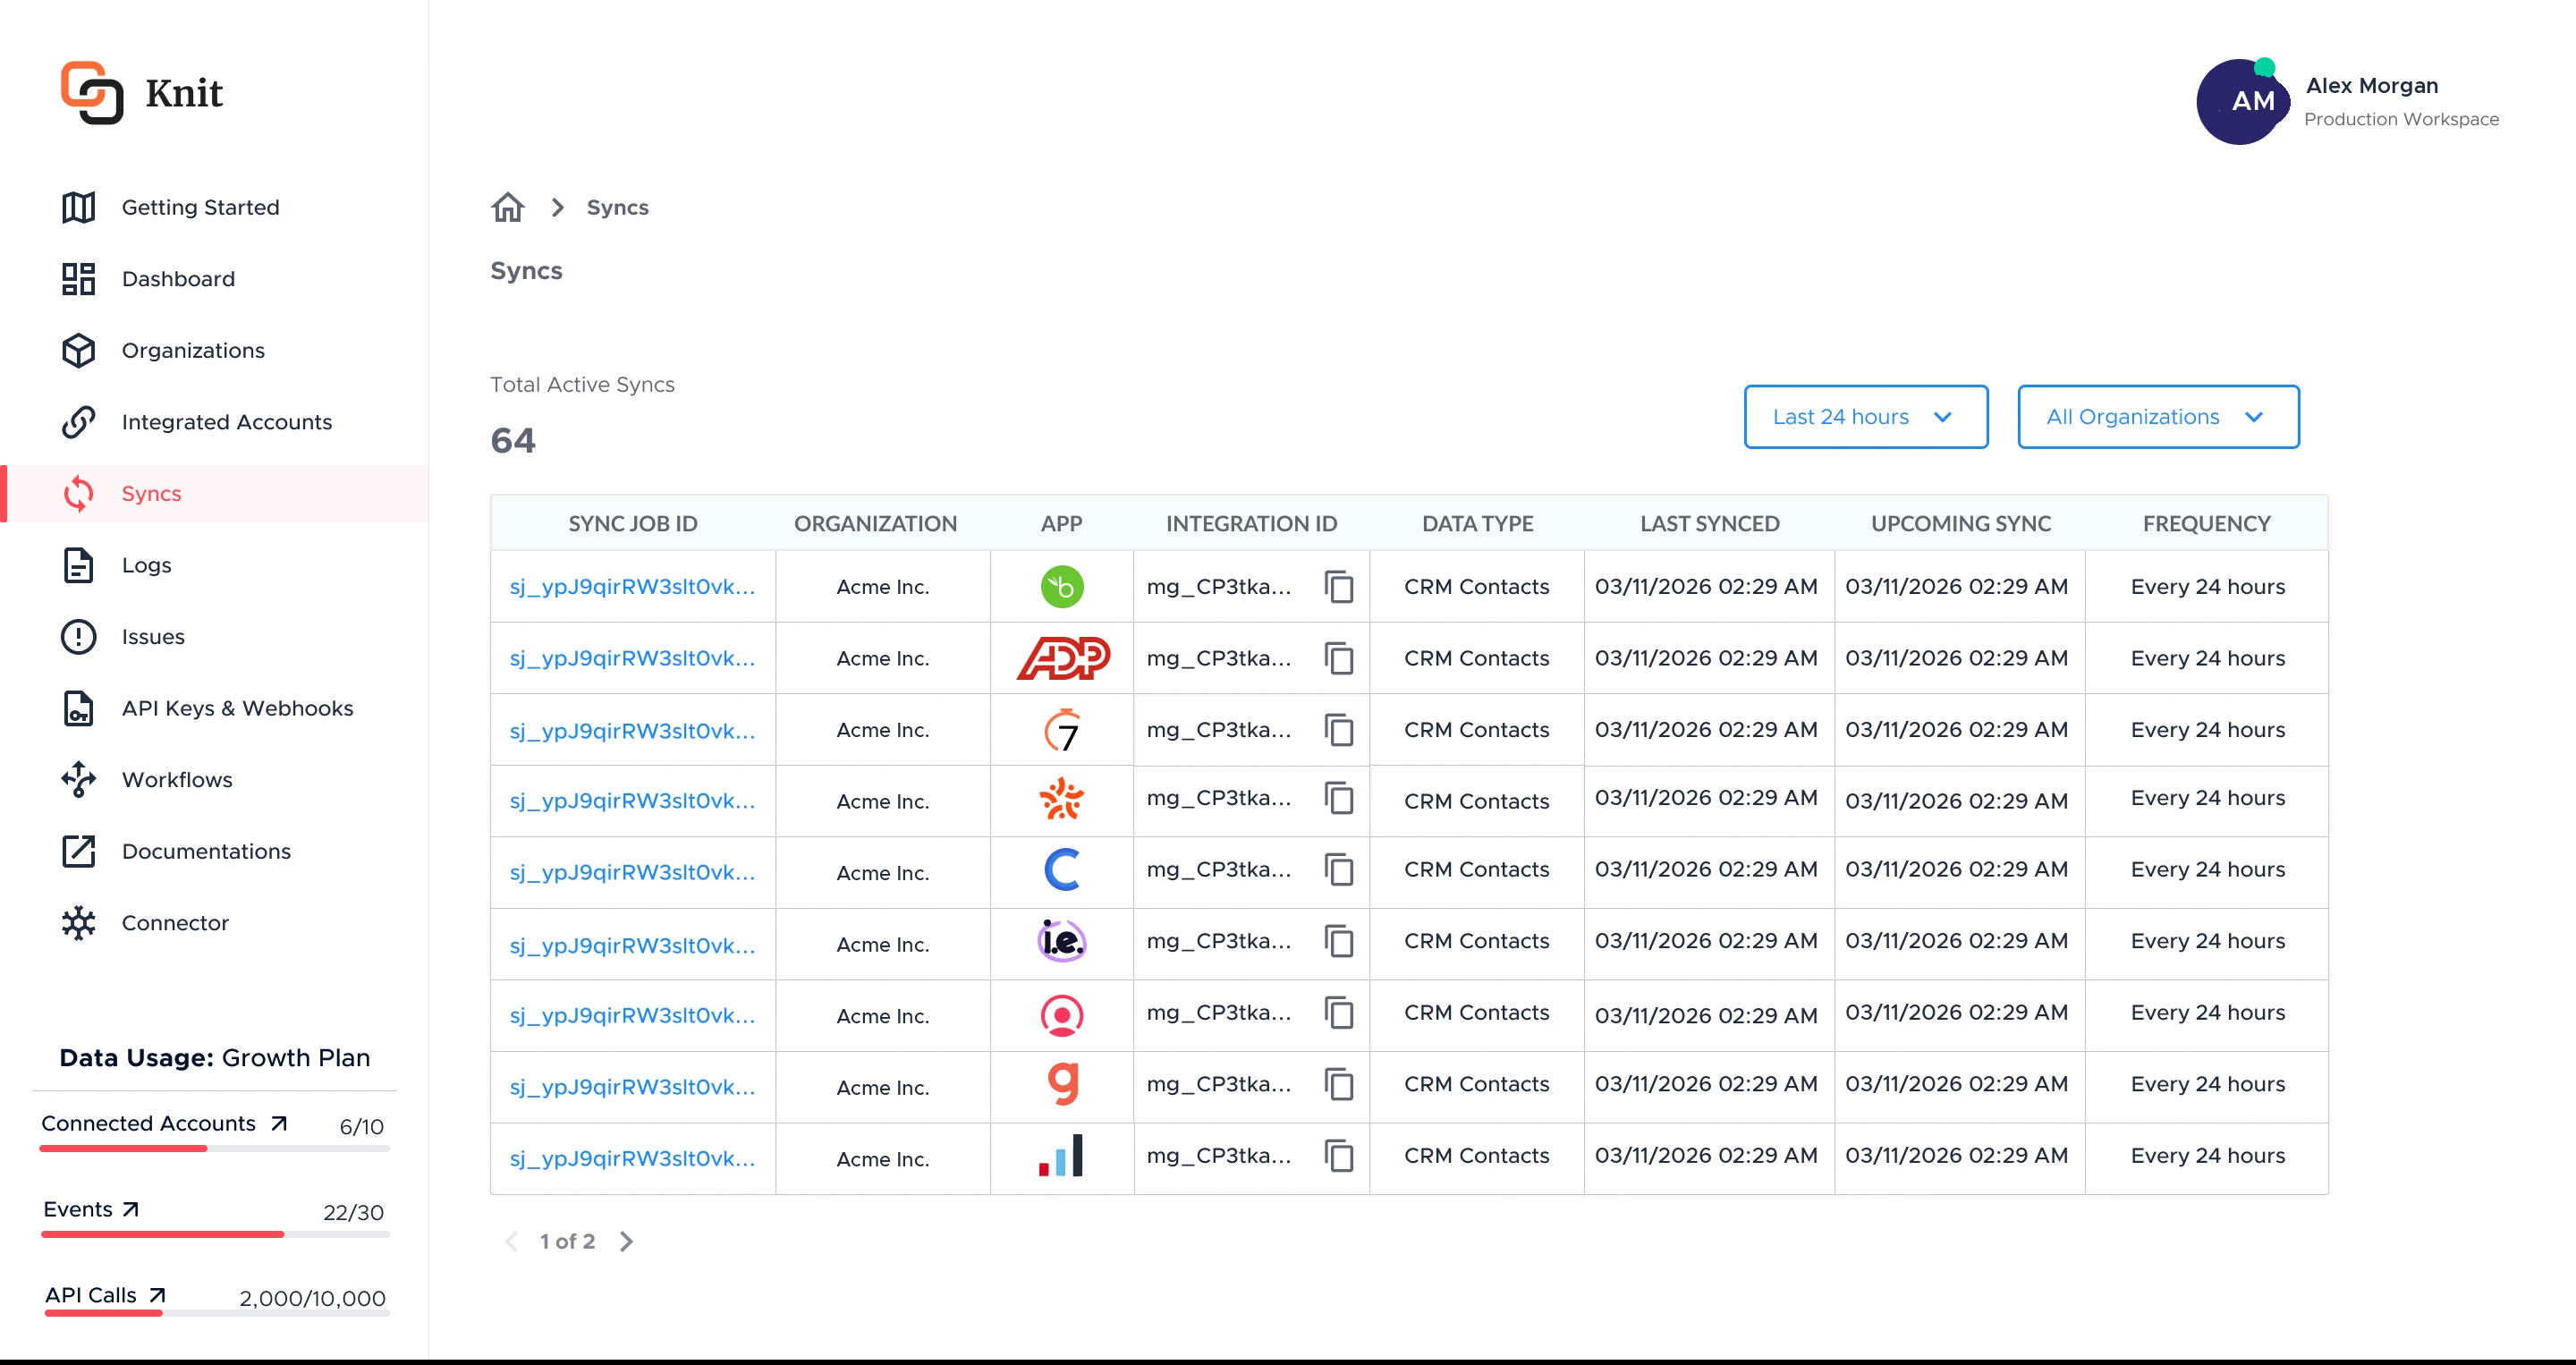 Knit
AM
Alex Morgan
Production Workspace
Getting Started
Dashboard
Organizations
Integrated Accounts
Syncs
Logs
Issues
API Keys & Webhooks
Workflows
Documentations
Connector
Data Usage: Growth Plan
Connected Accounts 6/10
Events 22/30
API Calls 2,000/10,000
Syncs
Syncs
Total Active Syncs
64
Last 24 hours
All Organizations
SYNC JOB ID ORGANIZATION APP INTEGRATION ID DATA TYPE LAST SYNCED UPCOMING SYNC FREQUENCY
sj_ypJ9qirRW3slt0vk... Acme Inc. b mg_CP3tka... CRM Contacts 03/11/2026 02:29 AM 03/11/2026 02:29 AM Every 24 hours
sj_ypJ9qirRW3slt0vk... Acme Inc. ADP mg_CP3tka... CRM Contacts 03/11/2026 02:29 AM 03/11/2026 02:29 AM Every 24 hours
sj_ypJ9qirRW3slt0vk... Acme Inc. 7 mg_CP3tka... CRM Contacts 03/11/2026 02:29 AM 03/11/2026 02:29 AM Every 24 hours
sj_ypJ9qirRW3slt0vk... Acme Inc. mg_CP3tka... CRM Contacts 03/11/2026 02:29 AM 03/11/2026 02:29 AM Every 24 hours
sj_ypJ9qirRW3slt0vk... Acme Inc. C mg_CP3tka... CRM Contacts 03/11/2026 02:29 AM 03/11/2026 02:29 AM Every 24 hours
sj_ypJ9qirRW3slt0vk... Acme Inc. i.e. mg_CP3tka... CRM Contacts 03/11/2026 02:29 AM 03/11/2026 02:29 AM Every 24 hours
sj_ypJ9qirRW3slt0vk... Acme Inc. mg_CP3tka... CRM Contacts 03/11/2026 02:29 AM 03/11/2026 02:29 AM Every 24 hours
sj_ypJ9qirRW3slt0vk... Acme Inc. g mg_CP3tka... CRM Contacts 03/11/2026 02:29 AM 03/11/2026 02:29 AM Every 24 hours
sj_ypJ9qirRW3slt0vk... Acme Inc. mg_CP3tka... CRM Contacts 03/11/2026 02:29 AM 03/11/2026 02:29 AM Every 24 hours
1 of 2